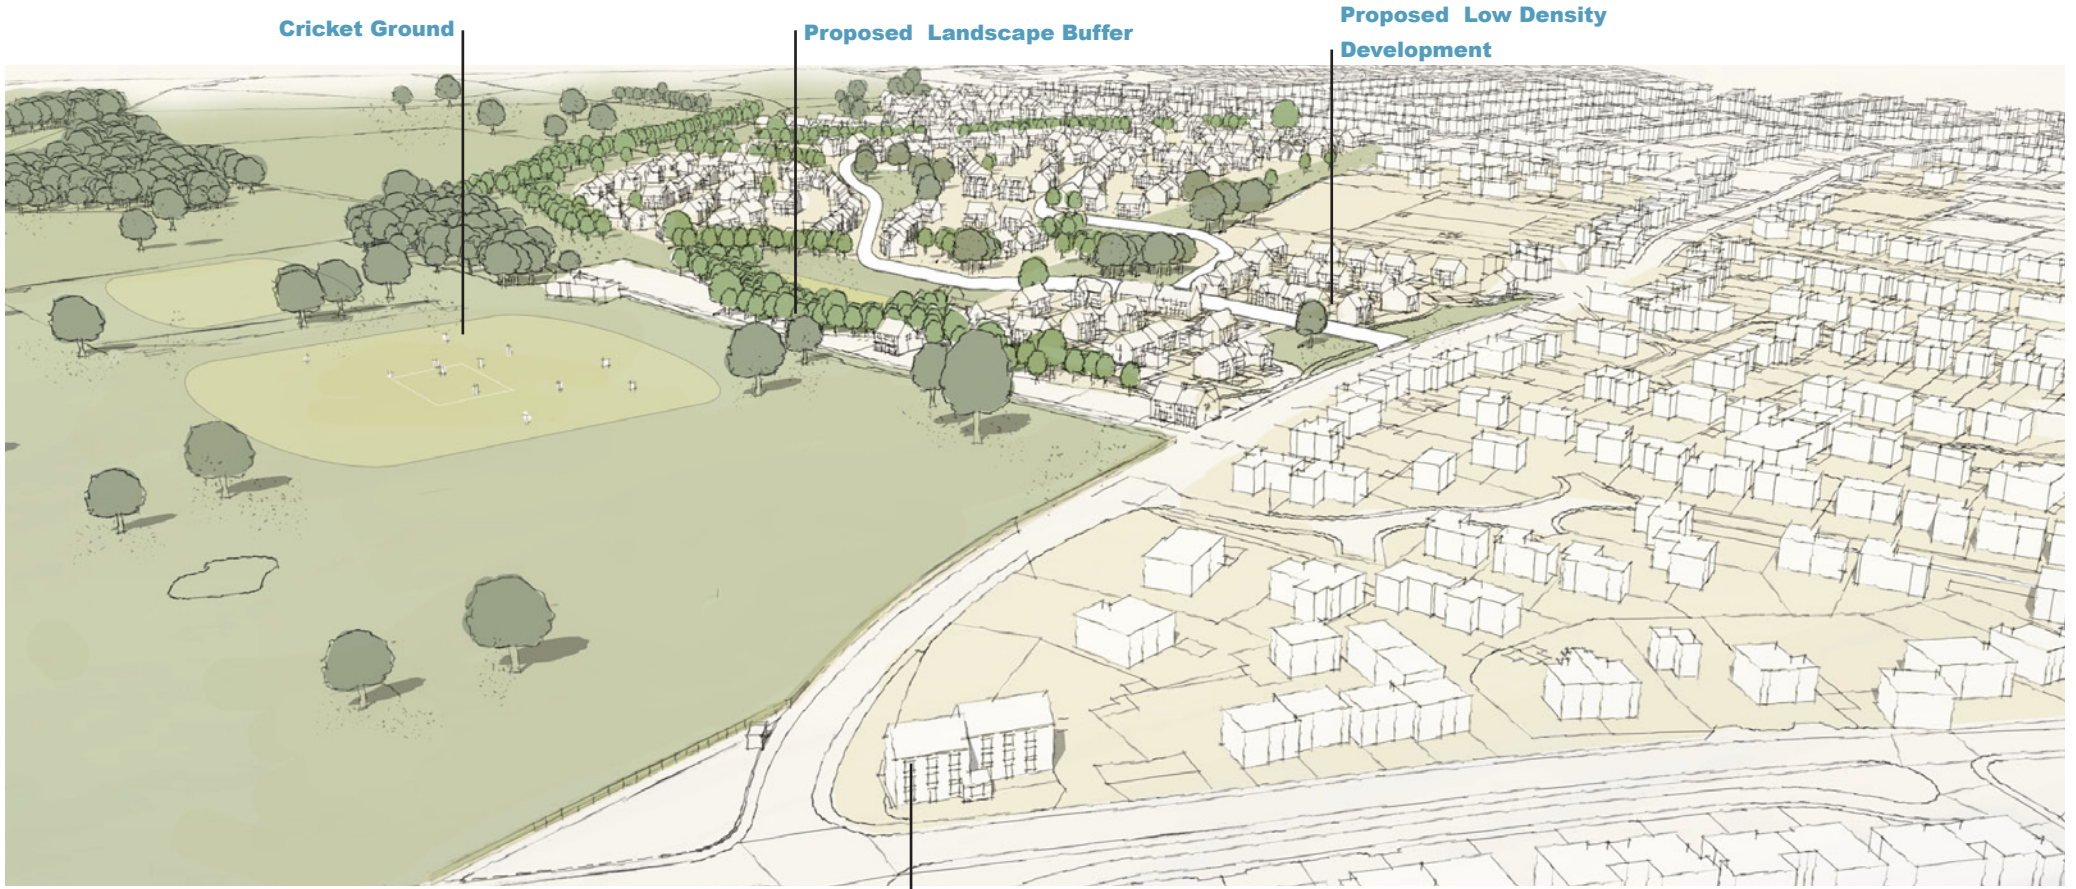 Cricket Ground
Proposed Landscape Buffer
Proposed Low Density
Development